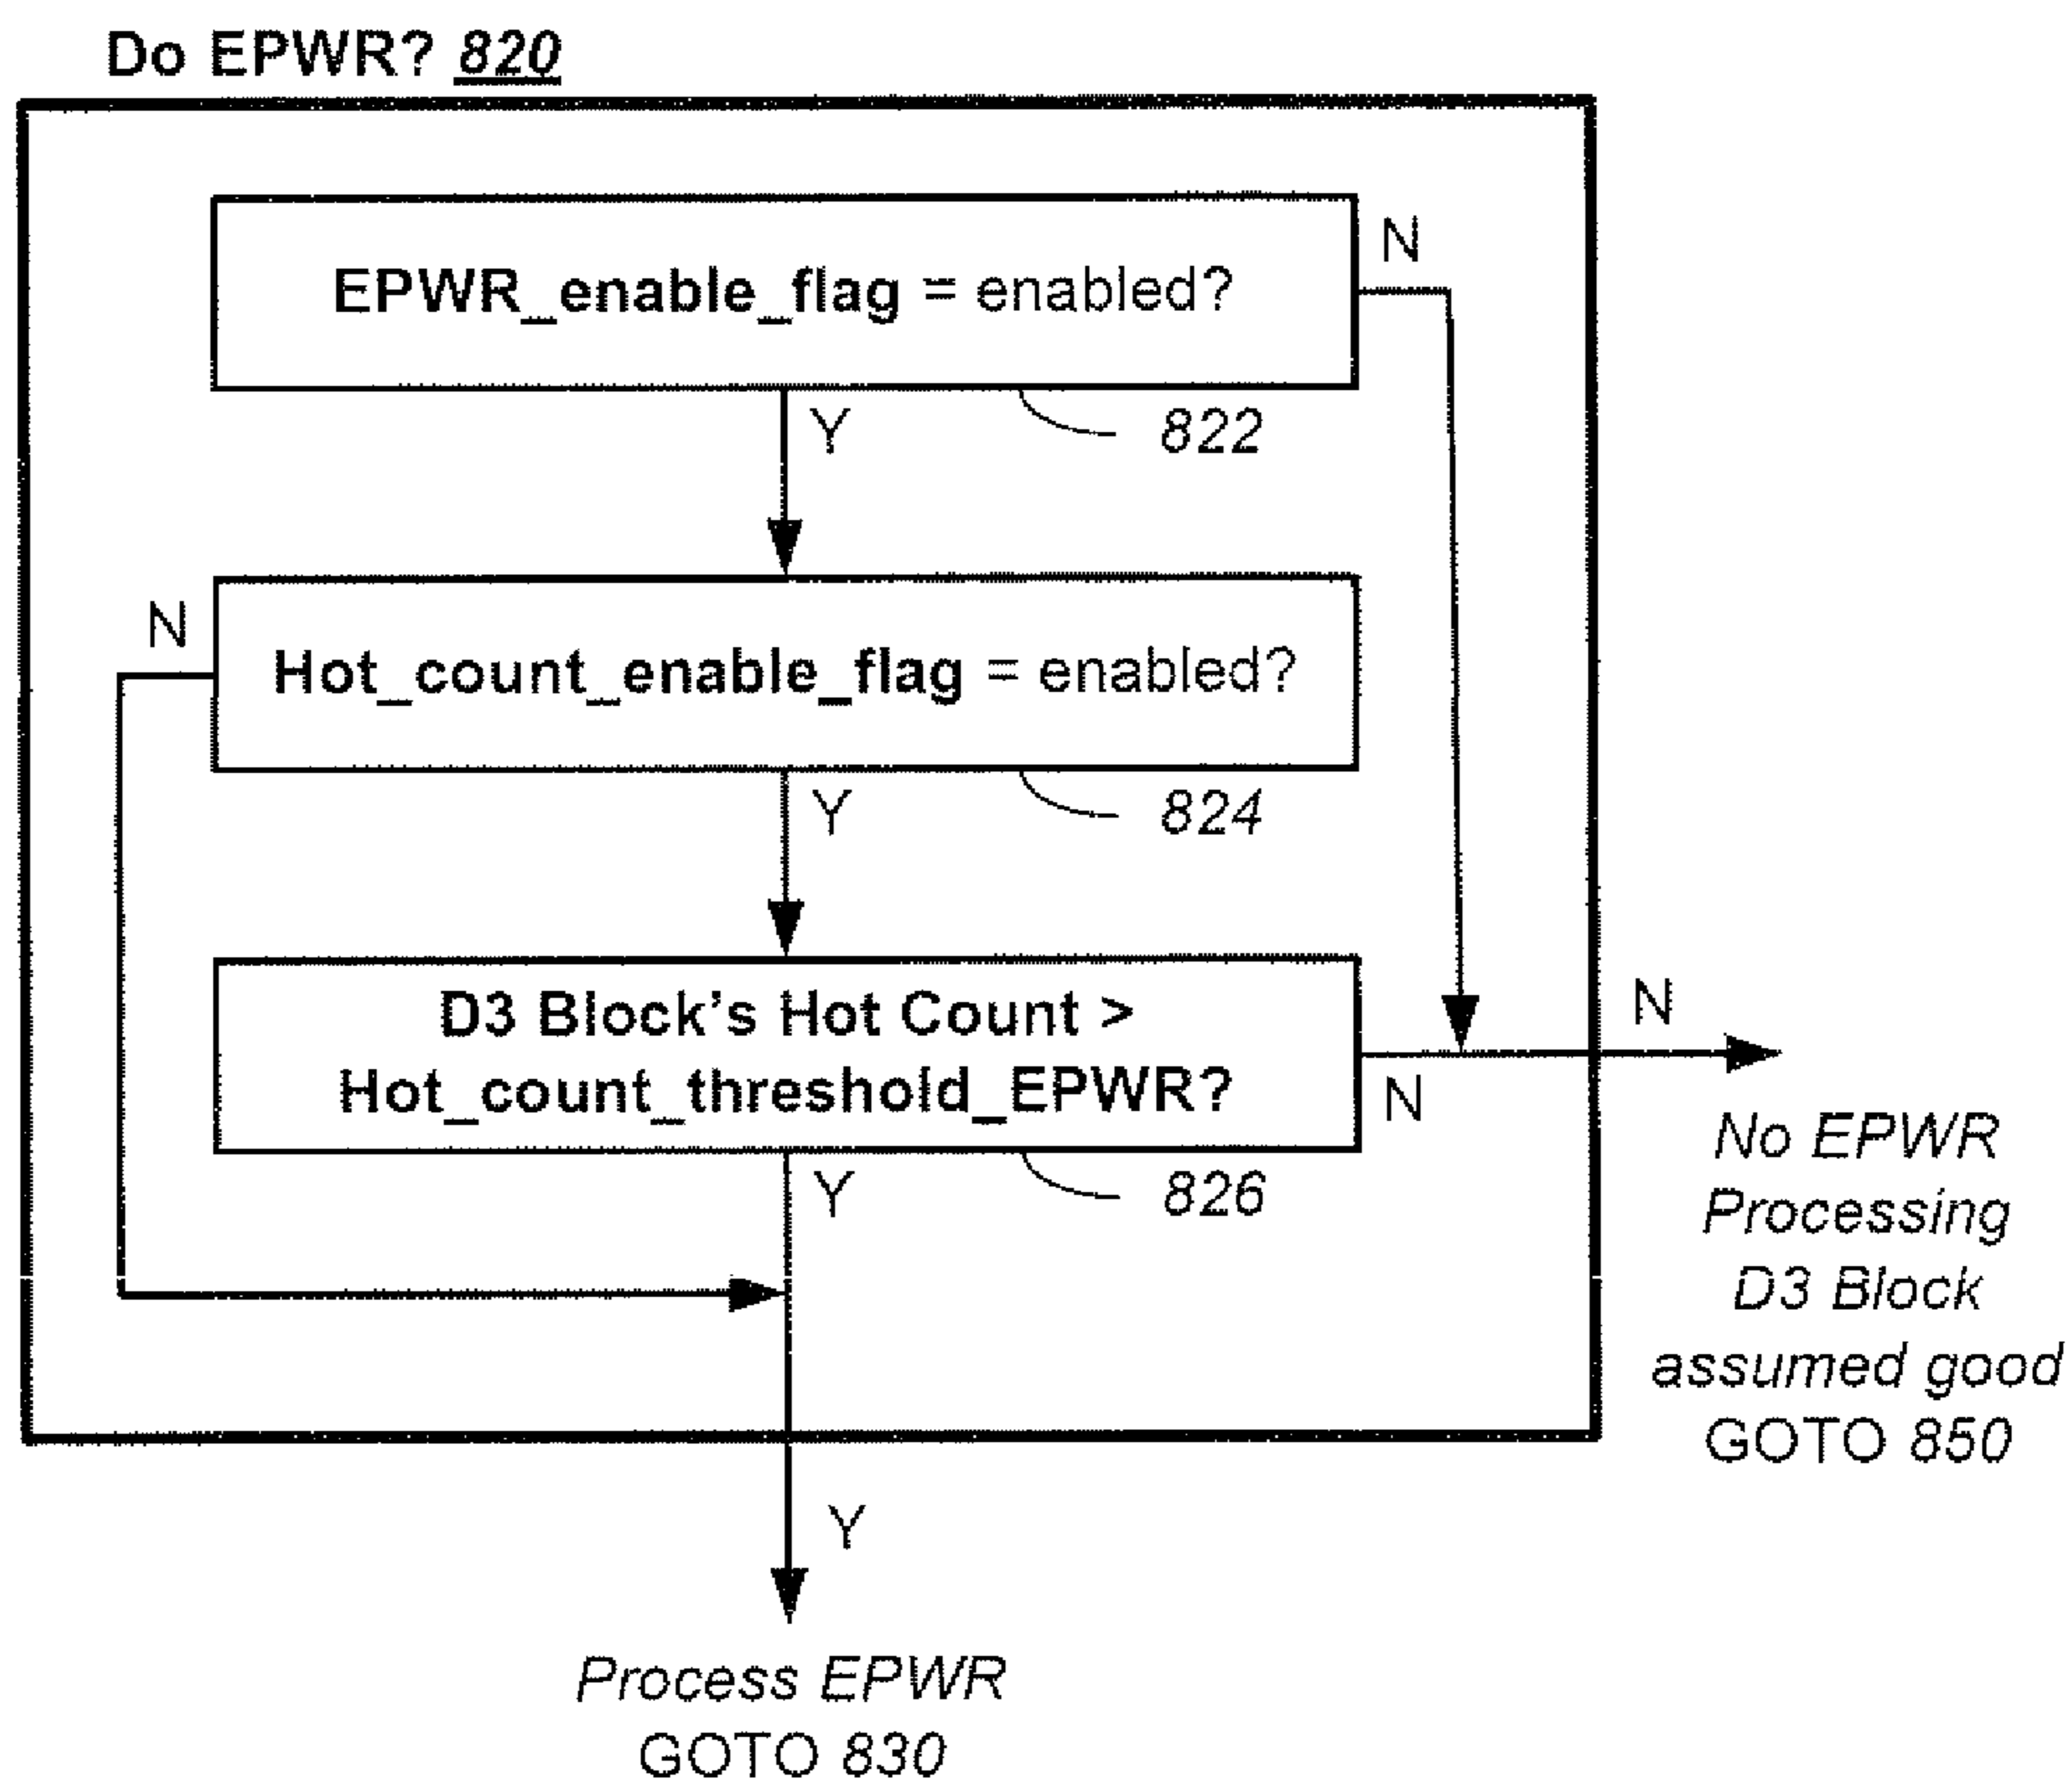 Do EPWR? 820
EPWR_enable_flag = enabled?
N
Y
822
N
Hot_count_enable_flag = enabled?
Y
824
D3 Block's Hot Count >
Hot_count_threshold_EPWR?
N
N
Y
826
No EPWR
Processing
D3 Block
assumed good
GOTO 850
Y
Process EPWR
GOTO 830